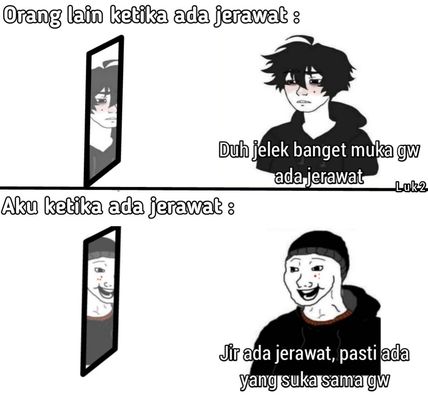 Orang lain ketika ada jerawat :
Duh jelek banget muka gw
ada jerawat
Luk2
Aku ketika ada jerawat :
Jir ada jerawat, pasti ada
yang suka sama gw